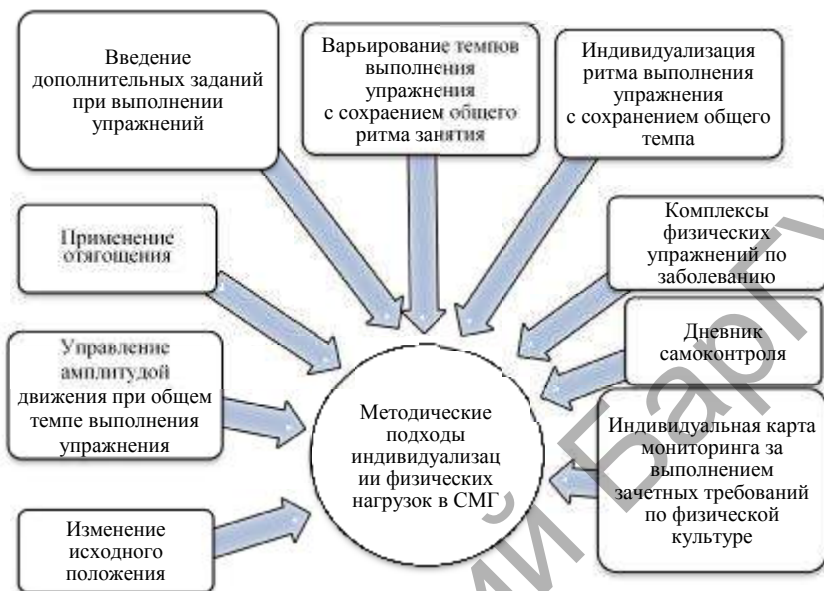 Введение
дополнительных заданий
при выполнении
упражнений
Варьирование темпов
выполнения
упражнения
с сохраением общего
ритма занятия
Индивидуализация
ритма выполнения
упражнения
с сохранением общего
темпа
Применение
отягощения
Комплексы
физических
упражнений по
заболеванию
Управление
амплитудой
движения при общем
темпе выполнения
упражнения
Дневник
самоконтроля
Методические
подходы
индивидуализац
ии физических
нагрузок в СМГ
Индивидуальная карта
мониторинга за
выполнением
зачетных требований
по физической
культуре
Изменение
исходного
положения
ий БарГУ